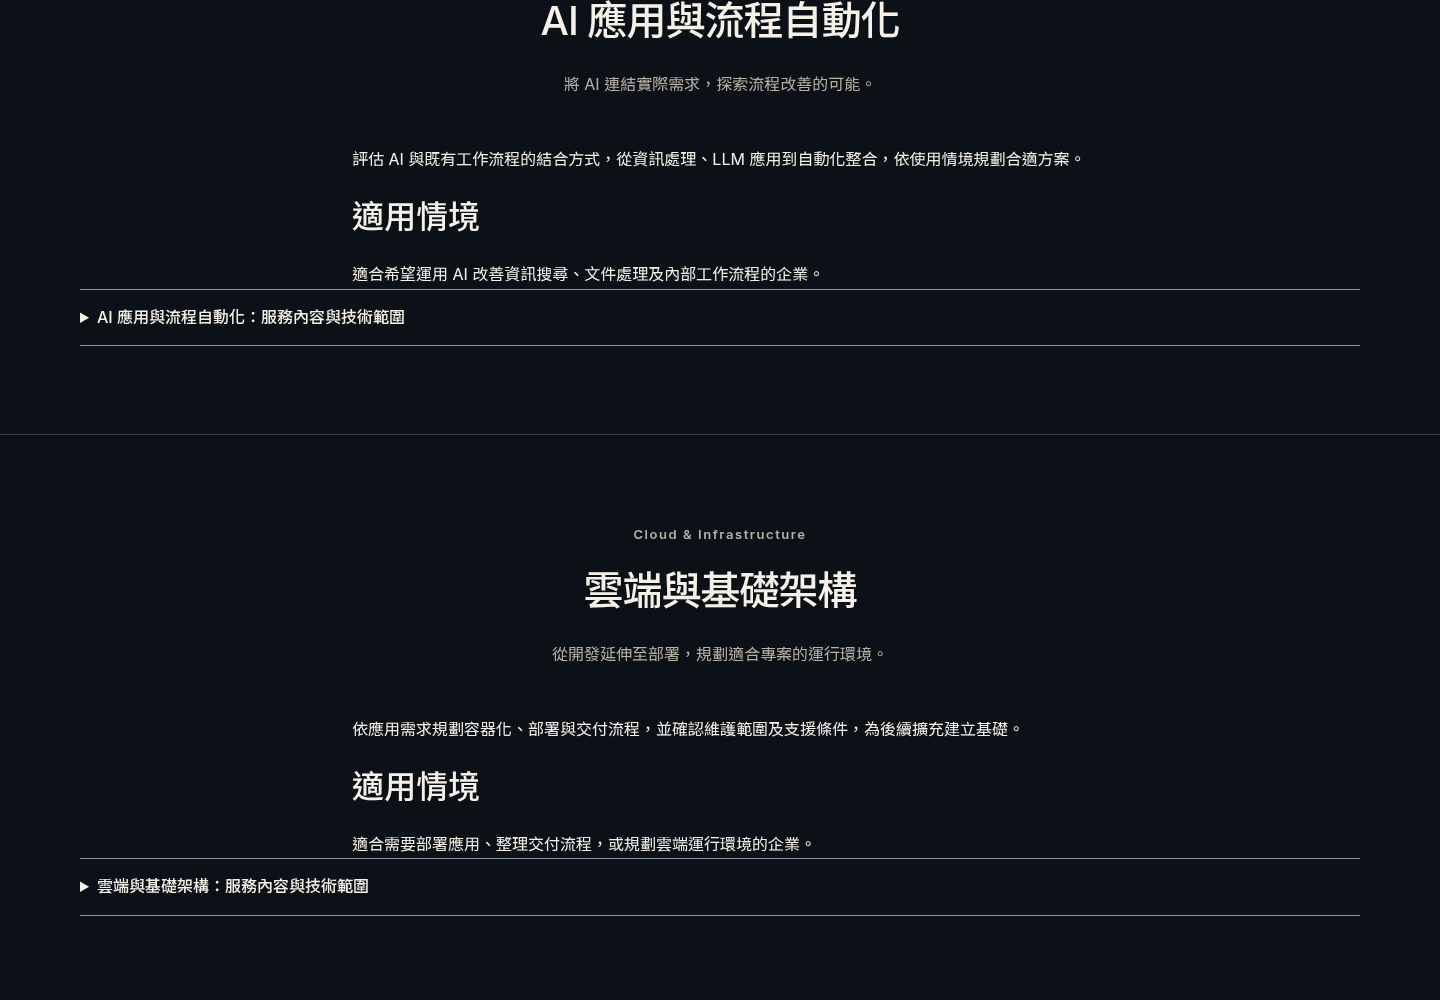 AI 應用與流程自動化
將 AI 連結實際需求，探索流程改善的可能。
評估 AI 與既有工作流程的結合方式，從資訊處理、LLM 應用到自動化整合，依使用情境規劃合適方案。
適用情境
適合希望運用 AI 改善資訊搜尋、文件處理及內部工作流程的企業。
AI 應用與流程自動化：服務內容與技術範圍
Cloud & Infrastructure
雲端與基礎架構
從開發延伸至部署，規劃適合專案的運行環境。
依應用需求規劃容器化、部署與交付流程，並確認維護範圍及支援條件，為後續擴充建立基礎。
適用情境
適合需要部署應用、整理交付流程，或規劃雲端運行環境的企業。
雲端與基礎架構：服務內容與技術範圍